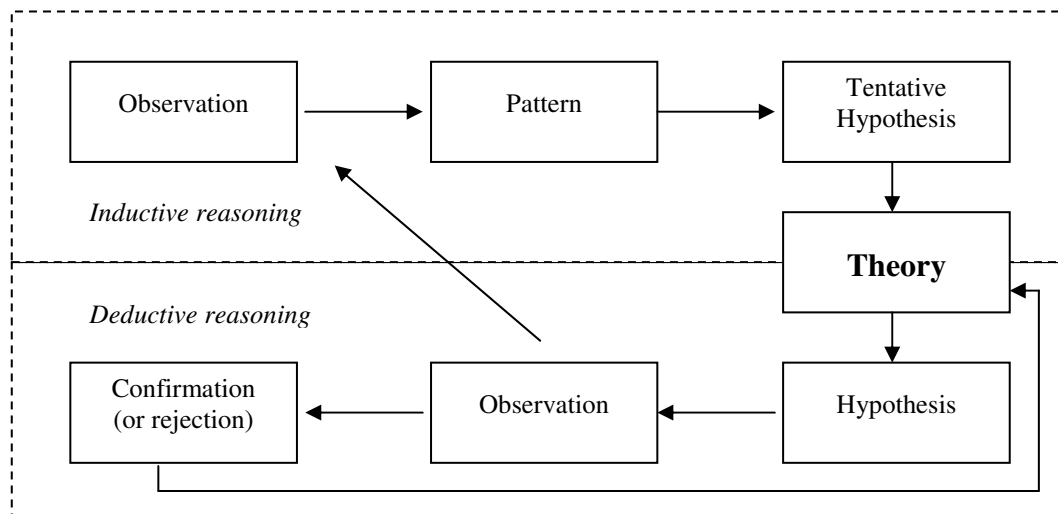 Observation
Pattern
Tentative
Hypothesis
Inductive reasoning
Theory
Deductive reasoning
Confirmation
(or rejection)
Observation
Hypothesis